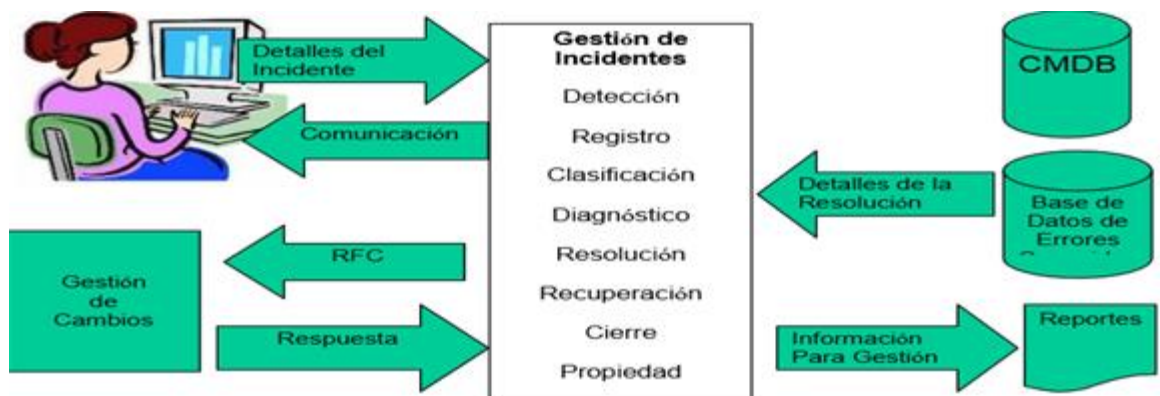 Detalles del
Incidente
Comunicación
RFC
Gestión
de
Cambios
Respuesta
Gestión de
Incidentes
Detección
Registro
Clasificación
Diagnóstico
Resolución
Recuperación
Cierre
Propiedad
CMDB
Detalles de la
Resolución
Base de
Datos de
Errores
Información
Para Gestión
Reportes